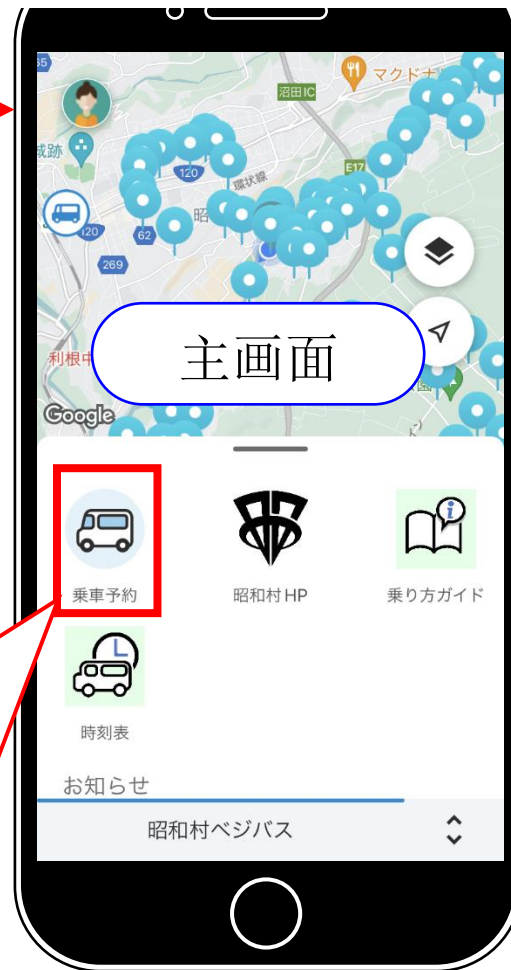 65
沼田IC
マクド
城跡
120
環状線
E17
昭
120
62
269
利根中
主画面
園
Google
乗車予約
昭和村HP
乗り方ガイド
時刻表
お知らせ
昭和村ベジバス